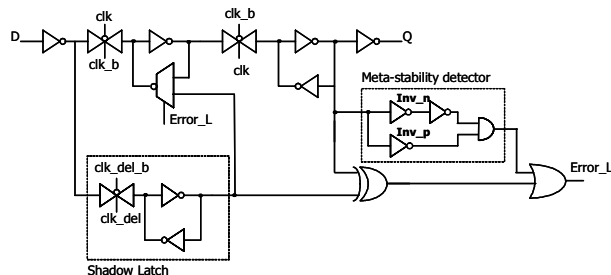 clk
clk_b
D
Q
clk_b
clk
Meta-stability detector
Inv_n
Inv_p
Error_L
Error_L
clk_del_b
clk_del
Shadow Latch